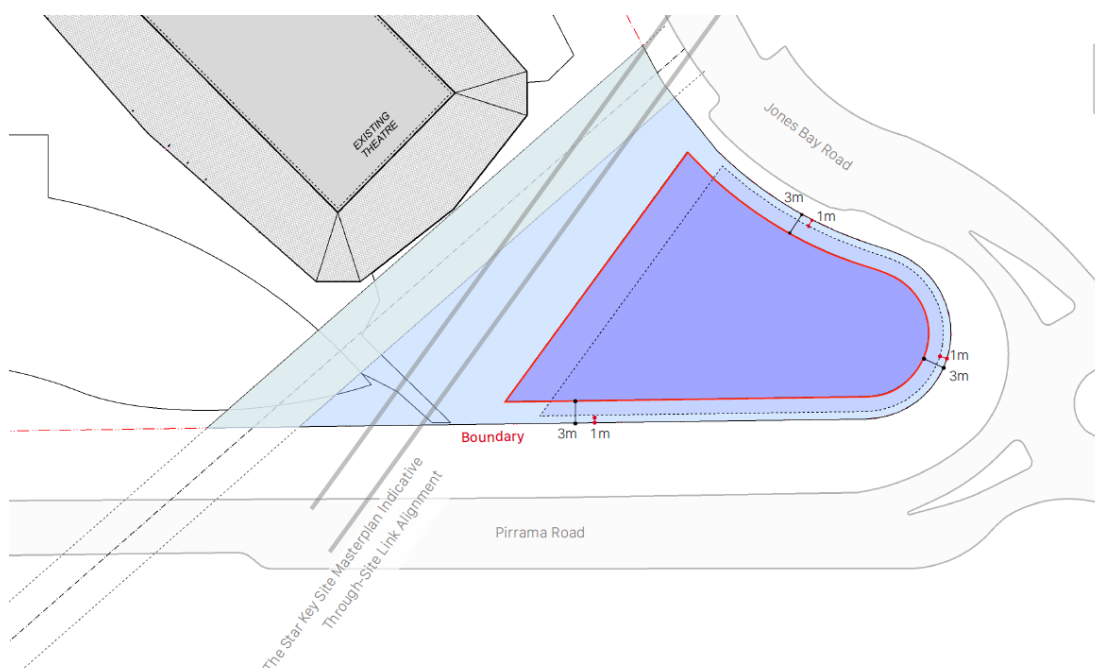 EXISTING
THEATRE
Jones Bay Road
3m
1m
1m
3m
3m
1m
Boundary
Pirrama Road
The Star Key Site Masterplan Indicative
Through-Site Link Alignment